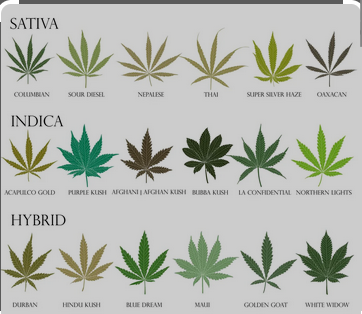 SATIVA
COLUMBIAN SOUR DIESEL NEPALESE THAI SUPER SILVER HAZE OAXACAN
INDICA
ACAPULCO GOLD PURPLE KUSH AFGHANI | AFGHAN KUSH BUBBA KUSH LA CONFIDENTIAL NORTHERN LIGHTS
HYBRID
DURBAN HINDU KUSH BLUE DREAM MAUI GOLDEN GOAT WHITE WIDOW